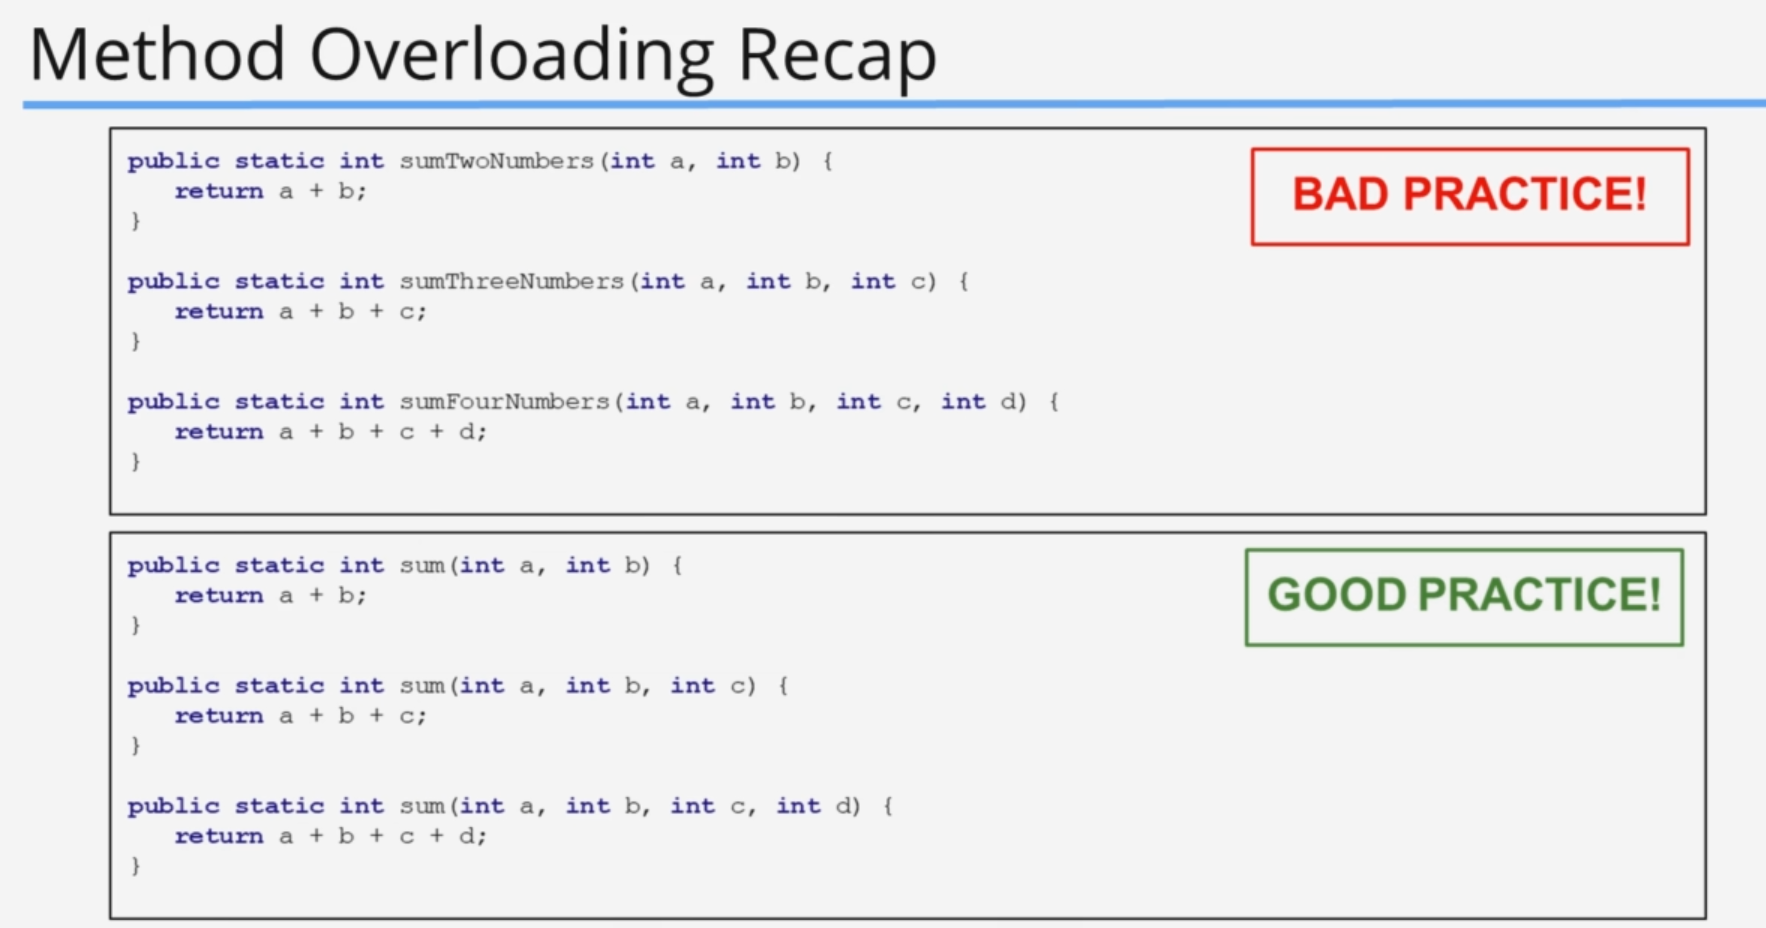 Method Overloading Recap
public static int sumTwoNumbers(int a, int b) {
return a + b;
}
BAD PRACTICE!
public static int sumThreeNumbers(int a, int b, int c) {
return a + b + c;
}
public static int sumFourNumbers(int a, int b, int c, int d) {
return a + b + c + d;
}
public static int sum(int a, int b) {
return a + b;
}
GOOD PRACTICE!
public static int sum(int a, int b, int c) {
return a + b + c;
}
public static int sum(int a, int b, int c, int d) {
return a + b + c + d;
}